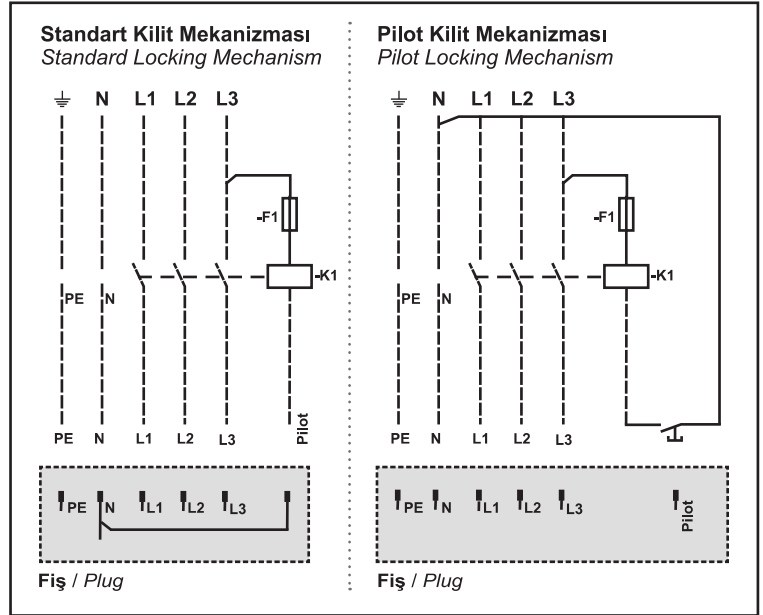 Standart Kilit Mekanizması
Standard Locking Mechanism
N L1 L2 L3
-F1
-K1
PE N
PE N L1 L2 L3 Pilot
PE N L1 L2 L3
Fiş / Plug
Pilot Kilit Mekanizması
Pilot Locking Mechanism
N L1 L2 L3
-F1
-K1
PE N
PE N L1 L2 L3
PE N L1 L2 L3 Pilot
Fiş / Plug